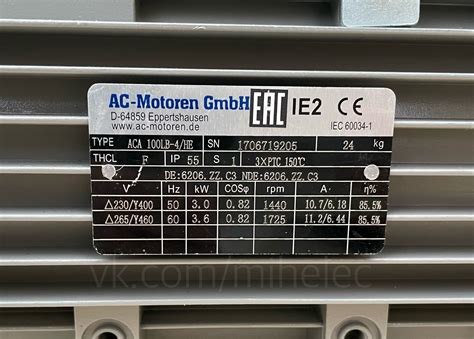 AC-Motoren GmbH EAC IE2 CE
D-64859 Eppertshausen
www.ac-motoren.de IEC 60034-1
TYPE ACA 100LB-4/HE SN 1706719205 24 kg
THCL F IP 55 S 1 3XPTC 150℃
DE:6206.ZZ.C3 NDE:6206.ZZ.C3
V Hz kW COSφ rpm A η%
△230/Y400 50 3.0 0.82 1440 10.7/6.18 85.5%
△265/Y460 60 3.6 0.82 1725 11.2/6.44 85.5%
vk.com/mihelec